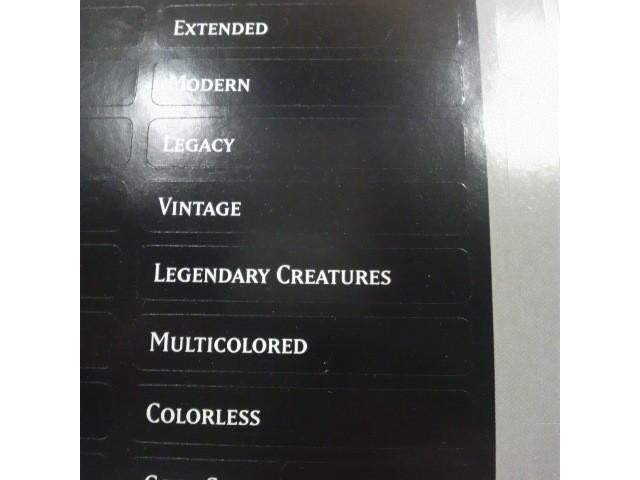 Extended
Modern
Legacy
Vintage
Legendary Creatures
Multicolored
Colorless